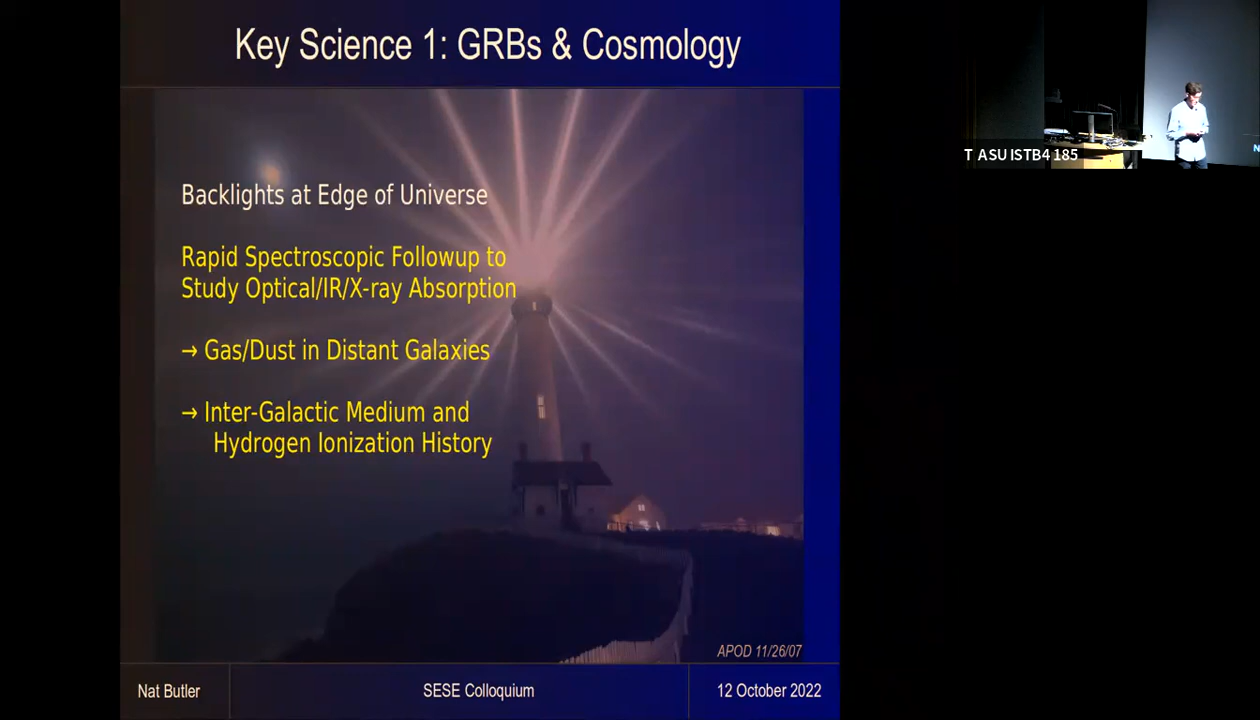 Key Science 1: GRBs & Cosmology
Backlights at Edge of Universe
Rapid Spectroscopic Followup to
Study Optical/IR/X-ray Absorption
→ Gas/Dust in Distant Galaxies
→ Inter-Galactic Medium and
Hydrogen Ionization History
APOD 11/26/07
Nat Butler
SESE Colloquium
12 October 2022
T ASU ISTB4 185
N